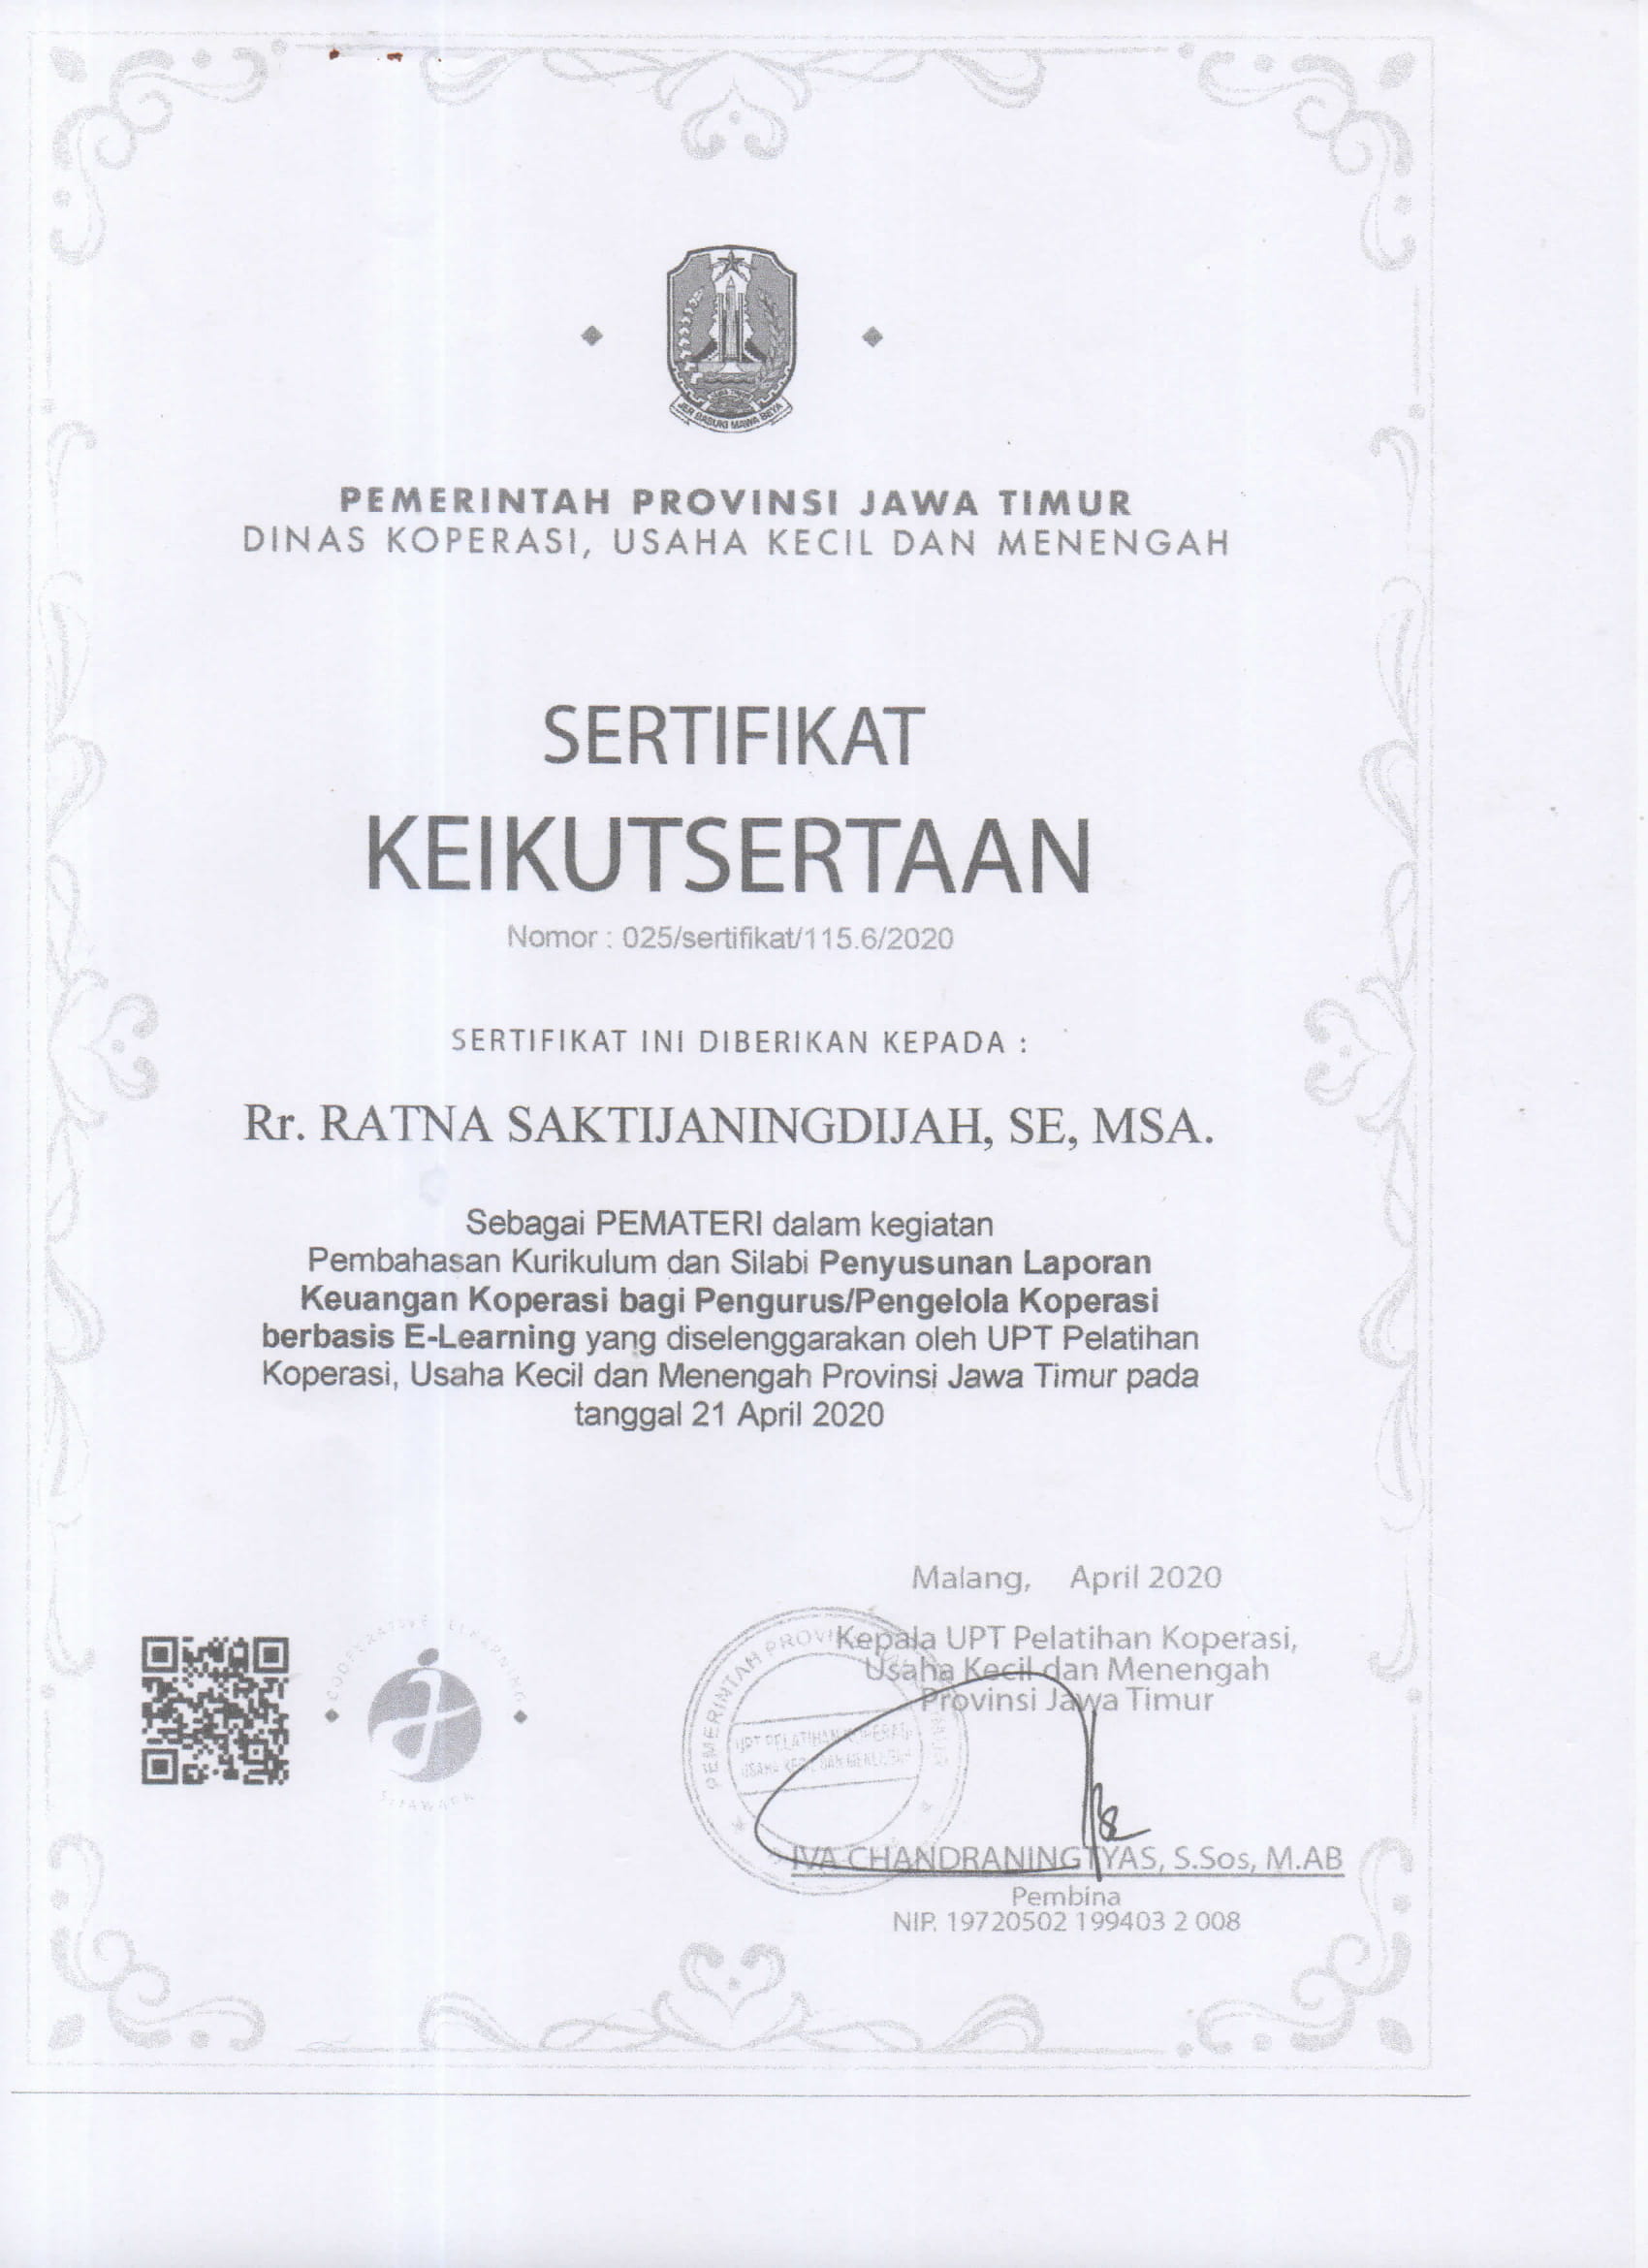 JER BASUKI MAWA BEYA
PEMERINTAH PROVINSI JAWA TIMUR
DINAS KOPERASI, USAHA KECIL DAN MENENGAH
SERTIFIKAT
KEIKUTSERTAAN
Nomor : 025/sertifikat/115.6/2020
SERTIFIKAT INI DIBERIKAN KEPADA :
Rr. RATNA SAKTIJANINGDIJAH, SE, MSA.
Sebagai PEMATERI dalam kegiatan
Pembahasan Kurikulum dan Silabi Penyusunan Laporan
Keuangan Koperasi bagi Pengurus/Pengelola Koperasi
berbasis E-Learning yang diselenggarakan oleh UPT Pelatihan
Koperasi, Usaha Kecil dan Menengah Provinsi Jawa Timur pada
tanggal 21 April 2020
Malang, April 2020
Kepala UPT Pelatihan Koperasi,
Usaha Kecil dan Menengah
Provinsi Jawa Timur
COOPERATIVE
PEMERINTAH PROVINSI
UPT PELATIHAN KOPERASI
USAHA KECIL DAN MENENGAH
IVA CHANDRANINGTYAS, S.Sos, M.AB
Pembina
NIP. 19720502 199403 2 008